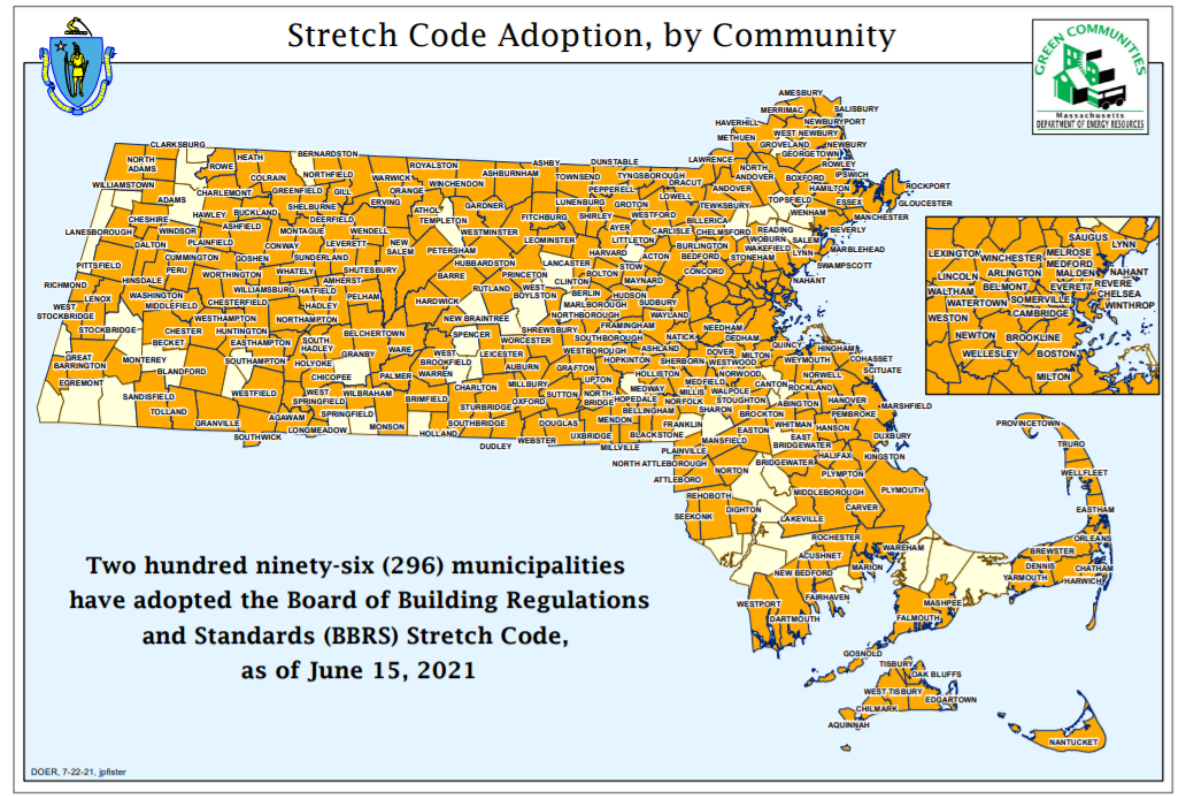 Stretch Code Adoption, by Community
GREEN COMMUNITIES
Massachusetts
DEPARTMENT OF ENERGY RESOURCES
AMESBURY
MERRIMAC
SALISBURY
HAVERHILL
NEWBURYPORT
METHUEN
WEST NEWBURY
GROVELAND
NEWBURY
GEORGETOWN
CLARKSBURG
BERNARDSTON
NORTH
ADAMS
ROWE
HEATH
ROYALSTON
ASHBY
DUNSTABLE
LAWRENCE
ROWLEY
COLRAIN
NORTHFIELD
WARWICK
ASHBURNHAM
TOWNSEND
TYNGSBOROUGH
NORTH
ANDOVER
BOXFORD
IPSWICH
WILLIAMSTOWN
CHARLEMONT
GREENFIELD
GILL
ORANGE
WINCHENDON
PEPPERELL
DRACUT
ANDOVER
HAMILTON
ROCKPORT
ADAMS
SHELBURNE
ERVING
GARDNER
LUNENBURG
GROTON
LOWELL
TEWKSBURY
TOPSFIELD
ESSEX
GLOUCESTER
CHESHIRE
HAWLEY
BUCKLAND
DEERFIELD
ATHOL
TEMPLETON
FITCHBURG
SHIRLEY
WESTFORD
BILLERICA
WENHAM
MANCHESTER
LANESBOROUGH
WINDSOR
ASHFIELD
MONTAGUE
WENDELL
WESTMINSTER
AYER
CARLISLE
CHELMSFORD
READING
BEVERLY
DALTON
PLAINFIELD
CONWAY
LEVERETT
NEW
SALEM
LEOMINSTER
LITTLETON
BURLINGTON
WOBURN
SALEM
WAKEFIELD
MARBLEHEAD
CUMMINGTON
GOSHEN
SUNDERLAND
PETERSHAM
HARVARD
ACTON
BEDFORD
STONEHAM
LYNN
SWAMPSCOTT
PITTSFIELD
PERU
WORTHINGTON
WHATELY
SHUTESBURY
HUBBARDSTON
LANCASTER
STOW
CONCORD
RICHMOND
HINSDALE
AMHERST
BARRE
PRINCETON
BOLTON
MAYNARD
NAHANT
LENOX
WASHINGTON
WILLIAMSBURG
HATFIELD
PELHAM
RUTLAND
WEST
BOYLSTON
CLINTON
BERLIN
HUDSON
SUDBURY
WEST
STOCKBRIDGE
MIDDLEFIELD
CHESTERFIELD
HADLEY
HARDWICK
MARLBOROUGH
WAYLAND
STOCKBRIDGE
WESTHAMPTON
NORTHAMPTON
NEW BRAINTREE
NORTHBOROUGH
CHESTER
HUNTINGTON
SOUTH
HADLEY
BELCHERTOWN
SPENCER
SHREWSBURY
FRAMINGHAM
NEEDHAM
BECKET
EASTHAMPTON
WORCESTER
SOUTHBOROUGH
NATICK
DEDHAM
QUINCY
GREAT
BARRINGTON
MONTEREY
SOUTHAMPTON
HOLYOKE
GRANBY
WARE
WEST
BROOKFIELD
LEICESTER
WESTBOROUGH
ASHLAND
DOVER
MILTON
HINGHAM
COHASSET
BLANDFORD
AUBURN
GRAFTON
HOPKINTON
SHERBORN
WESTWOOD
WEYMOUTH
SCITUATE
EGREMONT
CHICOPEE
PALMER
WARREN
UPTON
HOLLISTON
NORWOOD
NORWELL
SANDISFIELD
WESTFIELD
WEST
SPRINGFIELD
WILBRAHAM
BRIMFIELD
CHARLTON
MILLBURY
MEDFIELD
CANTON
ROCKLAND
TOLLAND
STURBRIDGE
OXFORD
SUTTON
NORTH-
BRIDGE
HOPEDALE
MEDWAY
MILLIS
WALPOLE
NORFOLK
STOUGHTON
ABINGTON
HANOVER
MARSHFIELD
GRANVILLE
AGAWAM
SPRINGFIELD
BELLINGHAM
SHARON
BROCKTON
PEMBROKE
SOUTHWICK
LONGMEADOW
MONSON
HOLLAND
SOUTHBRIDGE
DOUGLAS
MENDON
FRANKLIN
EASTON
WHITMAN
HANSON
DUDLEY
WEBSTER
UXBRIDGE
BLACKSTONE
MILLVILLE
MANSFIELD
EAST
BRIDGEWATER
DUXBURY
PLAINVILLE
HALIFAX
KINGSTON
NORTH ATTLEBOROUGH
NORTON
BRIDGEWATER
PLYMPTON
ATTLEBORO
REHOBOTH
MIDDLEBOROUGH
PLYMOUTH
SEEKONK
DIGHTON
CARVER
LAKEVILLE
ROCHESTER
ACUSHNET
WAREHAM
NEW BEDFORD
MARION
WESTPORT
FAIRHAVEN
DARTMOUTH
MASHPEE
FALMOUTH
GOSNOLD
TISBURY
OAK BLUFFS
WEST TISBURY
EDGARTOWN
CHILMARK
AQUINNAH
NANTUCKET
PROVINCETOWN
TRURO
WELLFLEET
EASTHAM
ORLEANS
BREWSTER
DENNIS
CHATHAM
YARMOUTH
HARWICH
SAUGUS
LYNN
LEXINGTON
WINCHESTER
MELROSE
MEDFORD
LINCOLN
ARLINGTON
MALDEN
NAHANT
WALTHAM
BELMONT
EVERETT
REVERE
CHELSEA
WATERTOWN
SOMERVILLE
WINTHROP
WESTON
CAMBRIDGE
NEWTON
BROOKLINE
WELLESLEY
BOSTON
MILTON
Two hundred ninety-six (296) municipalities
have adopted the Board of Building Regulations
and Standards (BBRS) Stretch Code,
as of June 15, 2021
DOER, 7-22-21, jpfister